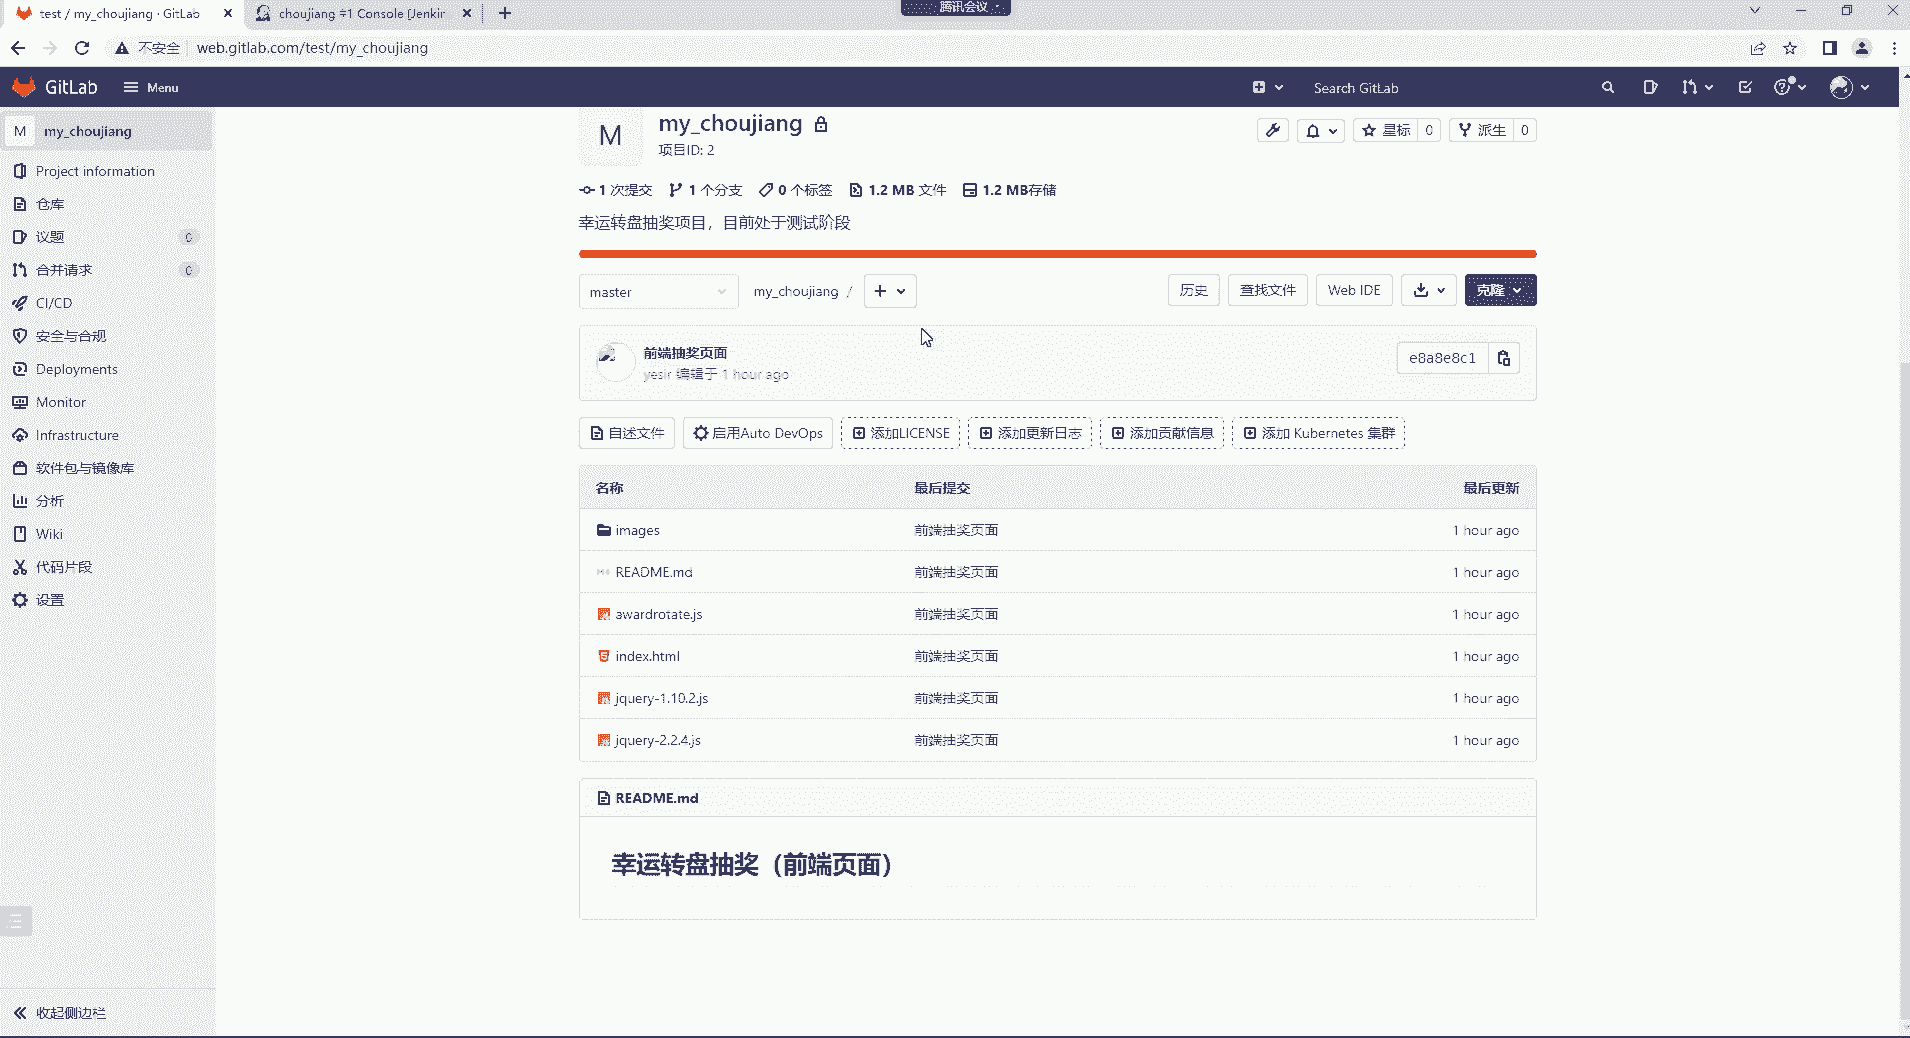 test / my_choujiang · GitLab
choujiang #1 Console [Jenkin
腾讯会议
不安全
web.gitlab.com/test/my_choujiang
GitLab
Menu
Search GitLab
M
my_choujiang
Project information
仓库
议题
0
合并请求
0
CI/CD
安全与合规
Deployments
Monitor
Infrastructure
软件包与镜像库
分析
Wiki
代码片段
设置
收起侧边栏
M
my_choujiang
项目ID: 2
星标
0
派生
0
1 次提交
1 个分支
0 个标签
1.2 MB 文件
1.2 MB存储
幸运转盘抽奖项目，目前处于测试阶段
master
my_choujiang /
历史
查找文件
Web IDE
克隆
前端抽奖页面
yesir 编辑于 1 hour ago
e8a8e8c1
自述文件
启用Auto DevOps
添加LICENSE
添加更新日志
添加贡献信息
添加 Kubernetes 集群
名称 最后提交 最后更新
images 前端抽奖页面 1 hour ago
README.md 前端抽奖页面 1 hour ago
awardrotate.js 前端抽奖页面 1 hour ago
index.html 前端抽奖页面 1 hour ago
jquery-1.10.2.js 前端抽奖页面 1 hour ago
jquery-2.2.4.js 前端抽奖页面 1 hour ago
README.md
幸运转盘抽奖（前端页面）